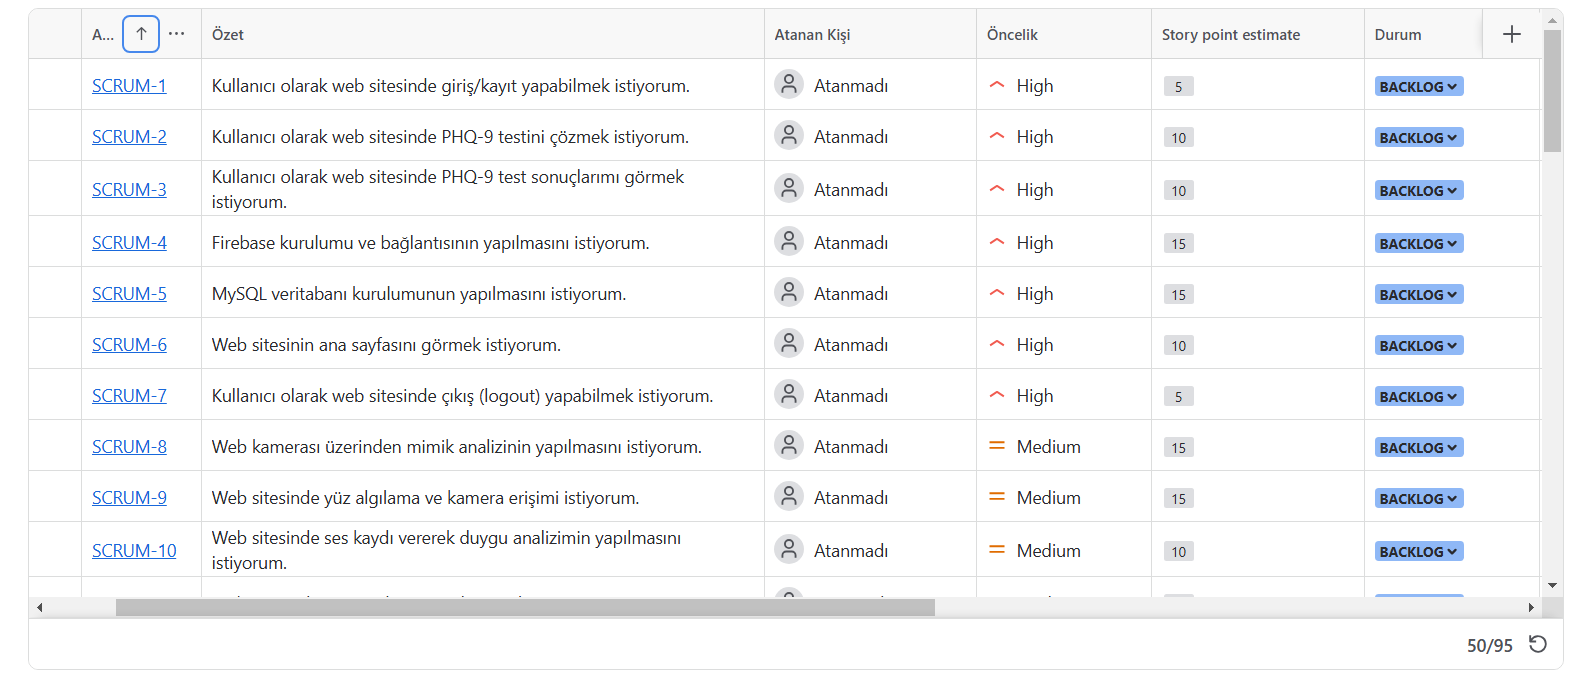 A... Özet Atanan Kişi Öncelik Story point estimate Durum
SCRUM-1 Kullanıcı olarak web sitesinde giriş/kayıt yapabilmek istiyorum. Atanmadı High 5 BACKLOG
SCRUM-2 Kullanıcı olarak web sitesinde PHQ-9 testini çözmek istiyorum. Atanmadı High 10 BACKLOG
SCRUM-3 Kullanıcı olarak web sitesinde PHQ-9 test sonuçlarımı görmek
istiyorum. Atanmadı High 10 BACKLOG
SCRUM-4 Firebase kurulumu ve bağlantısının yapılmasını istiyorum. Atanmadı High 15 BACKLOG
SCRUM-5 MySQL veritabanı kurulumunun yapılmasını istiyorum. Atanmadı High 15 BACKLOG
SCRUM-6 Web sitesinin ana sayfasını görmek istiyorum. Atanmadı High 10 BACKLOG
SCRUM-7 Kullanıcı olarak web sitesinde çıkış (logout) yapabilmek istiyorum. Atanmadı High 5 BACKLOG
SCRUM-8 Web kamerası üzerinden mimik analizinin yapılmasını istiyorum. Atanmadı Medium 15 BACKLOG
SCRUM-9 Web sitesinde yüz algılama ve kamera erişimi istiyorum. Atanmadı Medium 15 BACKLOG
SCRUM-10 Web sitesinde ses kaydı vererek duygu analizimin yapılmasını
istiyorum. Atanmadı Medium 10 BACKLOG
50/95